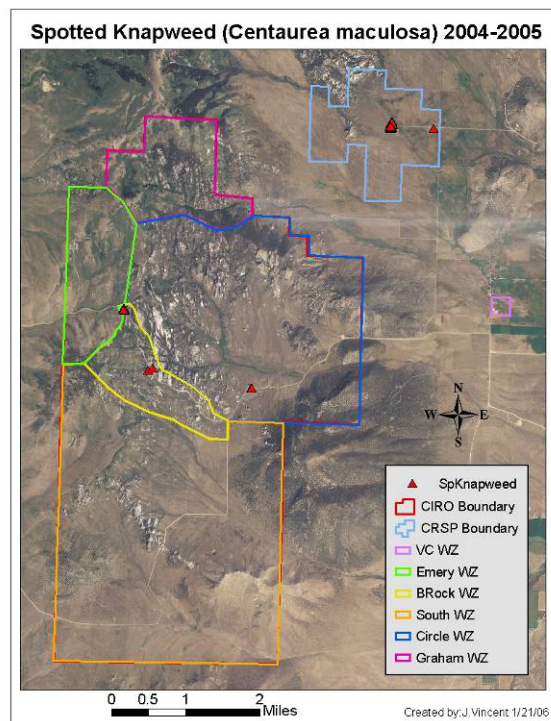 Spotted Knapweed (Centaurea maculosa) 2004-2005
N
W E
S
SpKnapweed
CIRO Boundary
CRSP Boundary
VC WZ
Emery WZ
BRock WZ
South WZ
Circle WZ
Graham WZ
0 0.5 1 2
Miles
Created by:J.Vincent 1/21/06